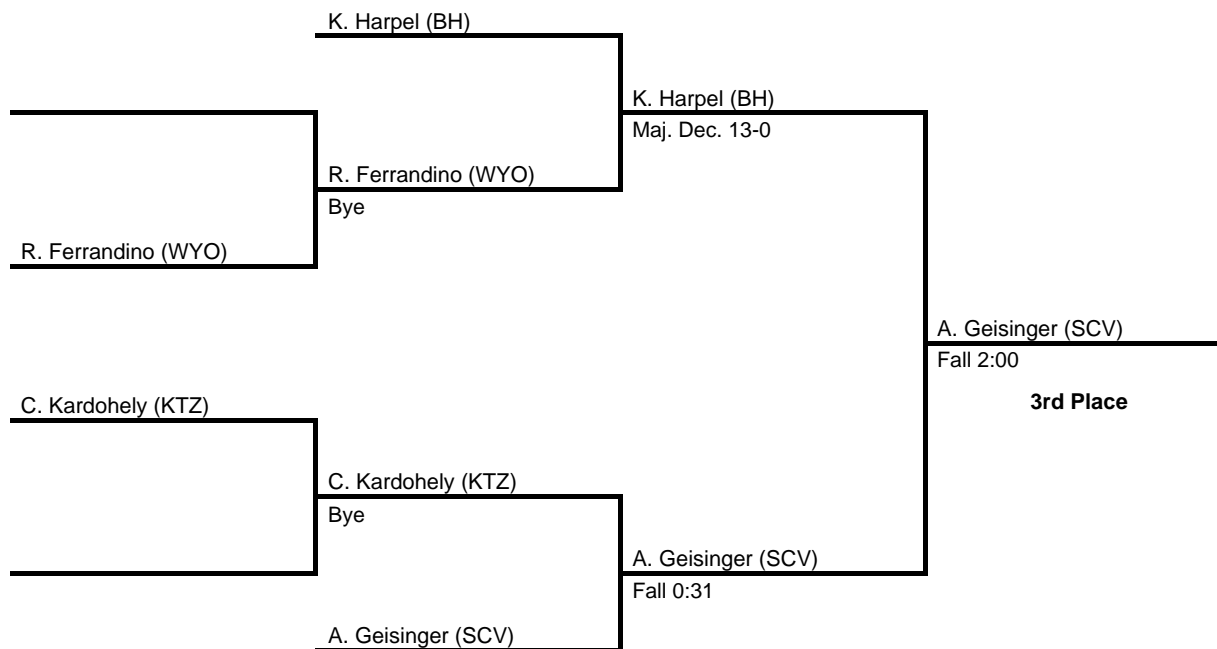 K. Harpel (BH)
K. Harpel (BH)
Maj. Dec. 13-0
R. Ferrandino (WYO)
Bye
R. Ferrandino (WYO)
A. Geisinger (SCV)
Fall 2:00
3rd Place
C. Kardohely (KTZ)
C. Kardohely (KTZ)
Bye
A. Geisinger (SCV)
Fall 0:31
A. Geisinger (SCV)